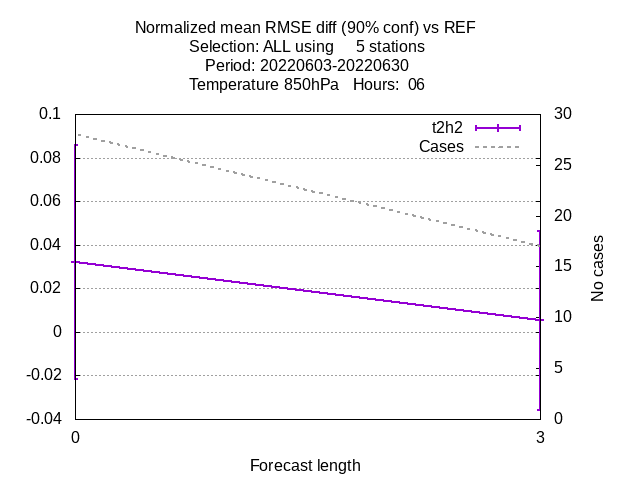 Normalized mean RMSE diff (90% conf) vs REF
Selection: ALL using     5 stations
Period: 20220603-20220630
Temperature 850hPa   Hours:  06
0.1
0.08
0.06
0.04
0.02
0
-0.02
-0.04
30
25
20
15
10
5
0
t2h2
Cases
No cases
0
3
Forecast length